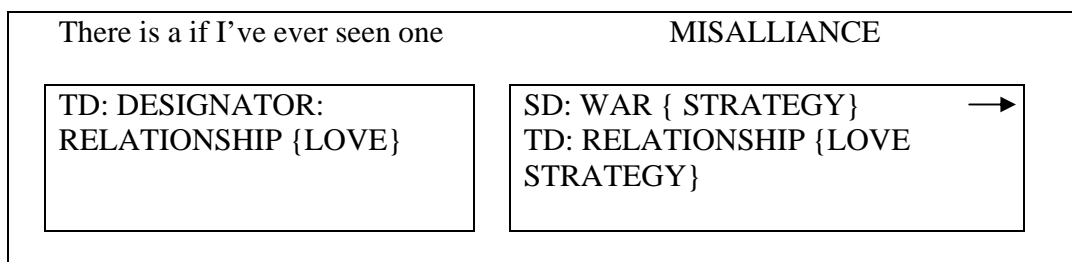 There is a if I’ve ever seen one MISALLIANCE
TD: DESIGNATOR:
RELATIONSHIP {LOVE}
SD: WAR { STRATEGY}
TD: RELATIONSHIP {LOVE
STRATEGY}